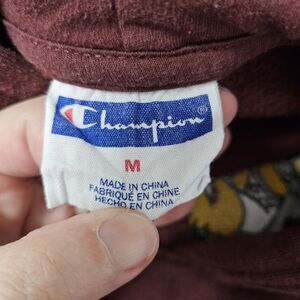 Champion®
M
MADE IN CHINA
FABRIQUÉ EN CHINE
HECHO EN CHINA